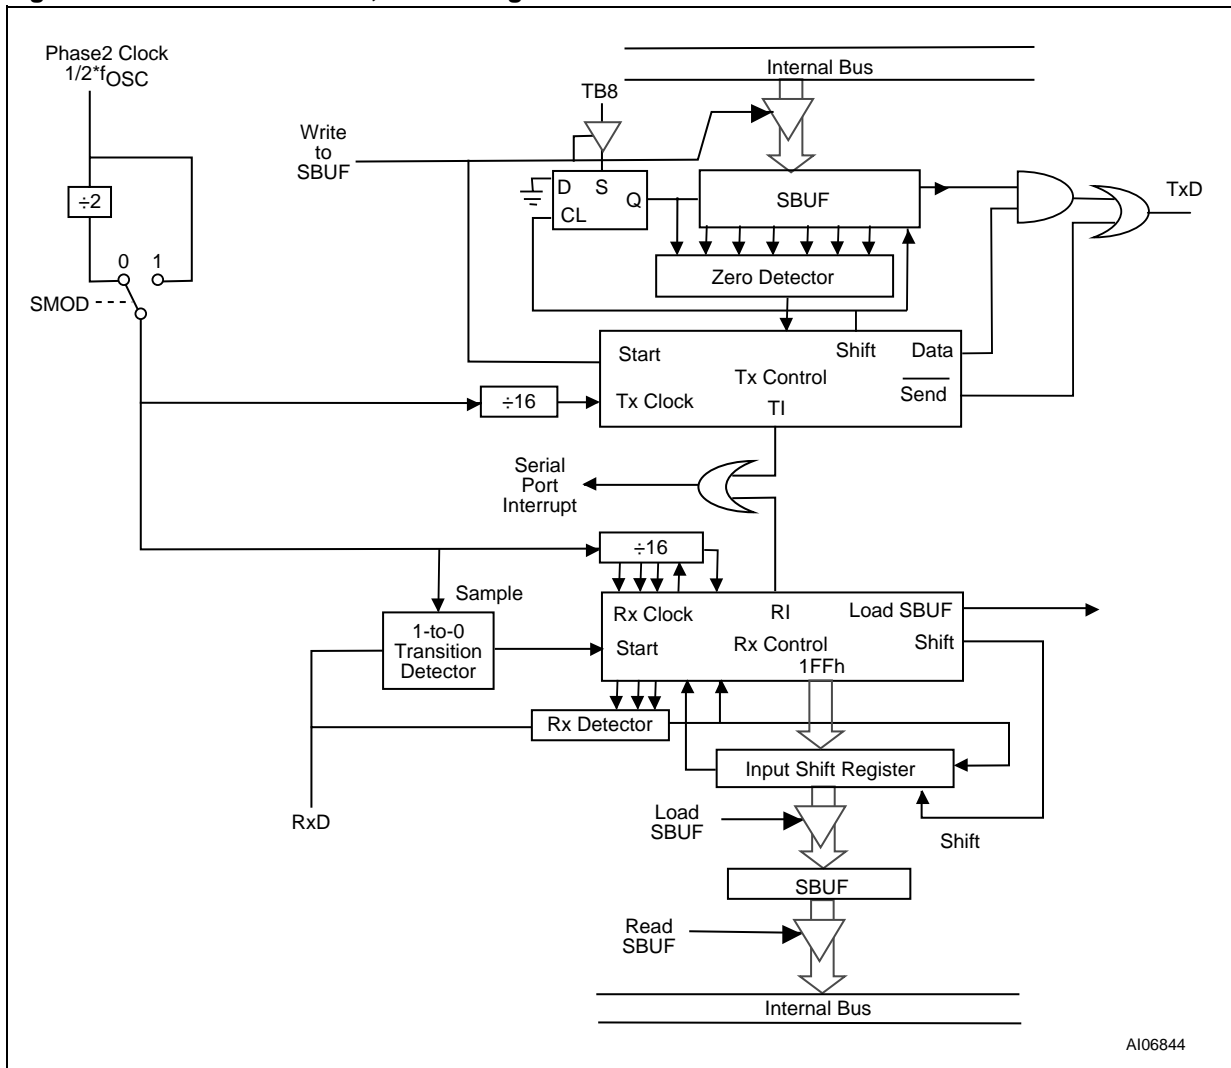 Phase2 Clock
1/2*fOSC
Internal Bus
TB8
Write
to
SBUF
D S
Q
CL
SBUF
TxD
÷2
0 1
SMOD
Zero Detector
Start
Shift
Data
Tx Control
Send
÷16
Tx Clock
TI
Serial
Port
Interrupt
÷16
Sample
Rx Clock
RI
Load SBUF
1-to-0
Transition
Detector
Start
Rx Control
Shift
1FFh
Rx Detector
Input Shift Register
RxD
Load
SBUF
Shift
SBUF
Read
SBUF
Internal Bus
AI06844